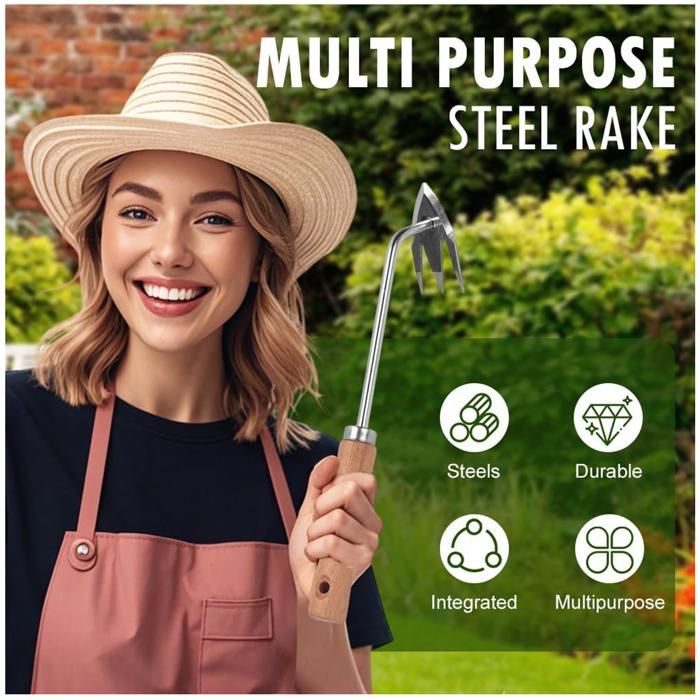 MULTI PURPOSE
STEEL RAKE
Steels
Durable
Integrated
Multipurpose